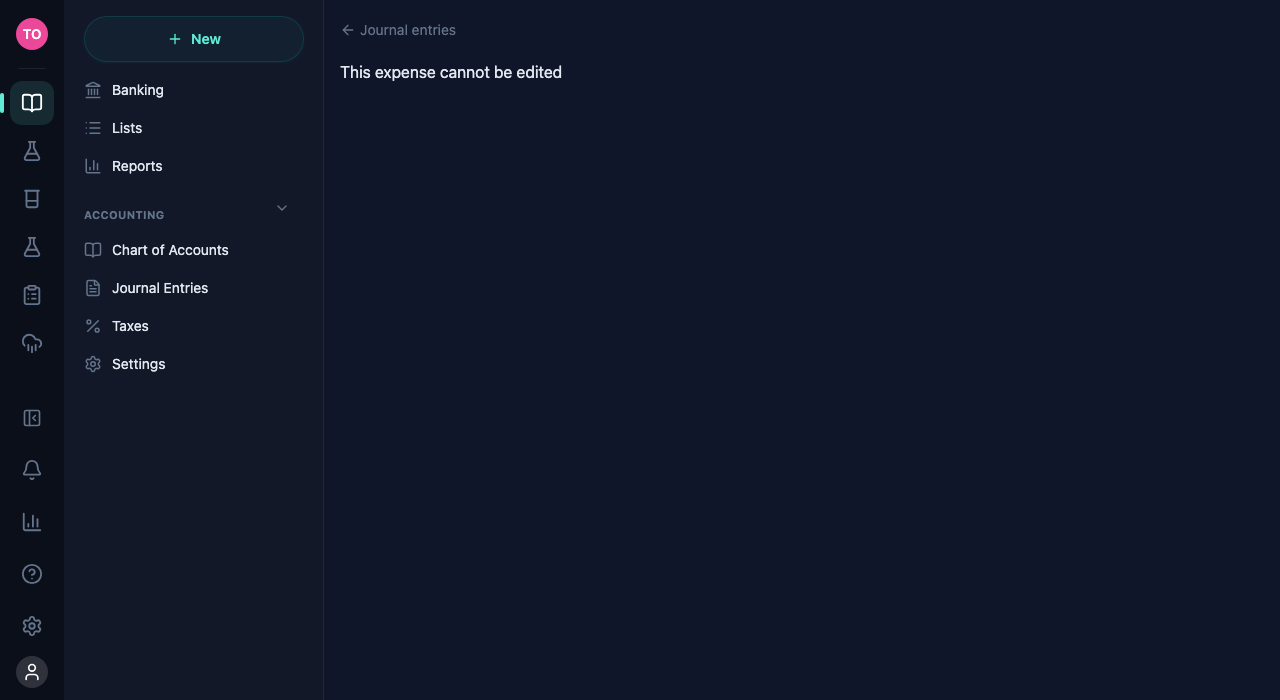 TO
New
Banking
Lists
Reports
ACCOUNTING
Chart of Accounts
Journal Entries
Taxes
Settings
Journal entries
This expense cannot be edited